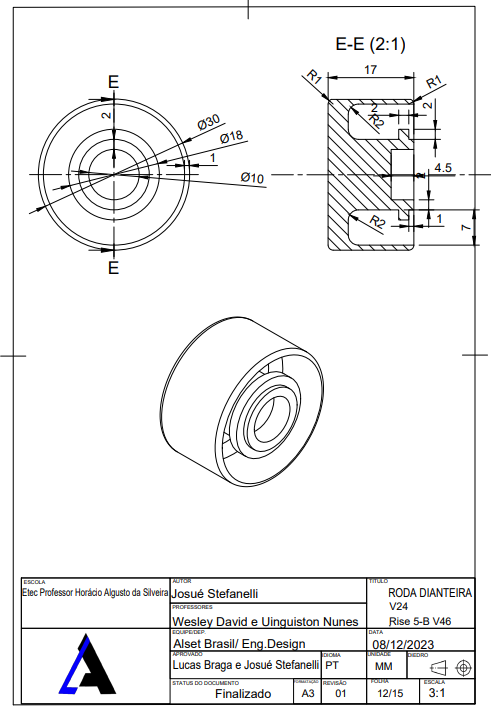 E-E (2:1)
17
R1
R1
E
2
Ø30
Ø18
1
Ø10
E
2
R2
2
4.5
R2
1
7
ESCOLA
Etec Professor Horácio Algusto da Silveira
AUTOR
Josué Stefanelli
TÍTULO
RODA DIANTEIRA
V24
Rise 5-B V46
PROFESSORES
Wesley David e Uinguiston Nunes
EQUIPE/DEP.
Alset Brasil/ Eng.Design
DATA
08/12/2023
APROVADO
Lucas Braga e Josué Stefanelli
IDIOMA
PT
UNIDADE
MM
DIEDRO
STATUS DO DOCUMENTO
Finalizado
FORMATAÇÃO
A3
REVISÃO
01
FOLHA
12/15
ESCALA
3:1